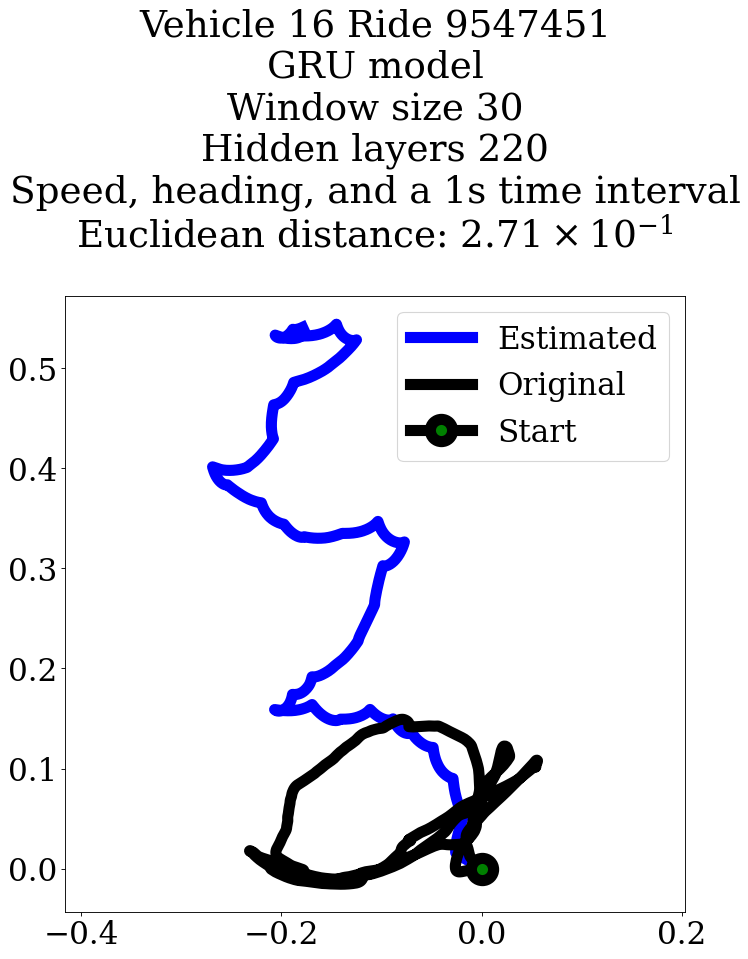 Vehicle 16 Ride 9547451
GRU model
Window size 30
Hidden layers 220
Speed, heading, and a 1s time interval
Euclidean distance: 2.71 × 10⁻¹
Estimated
Original
Start
0.5
0.4
0.3
0.2
0.1
0.0
−0.4 −0.2 0.0 0.2